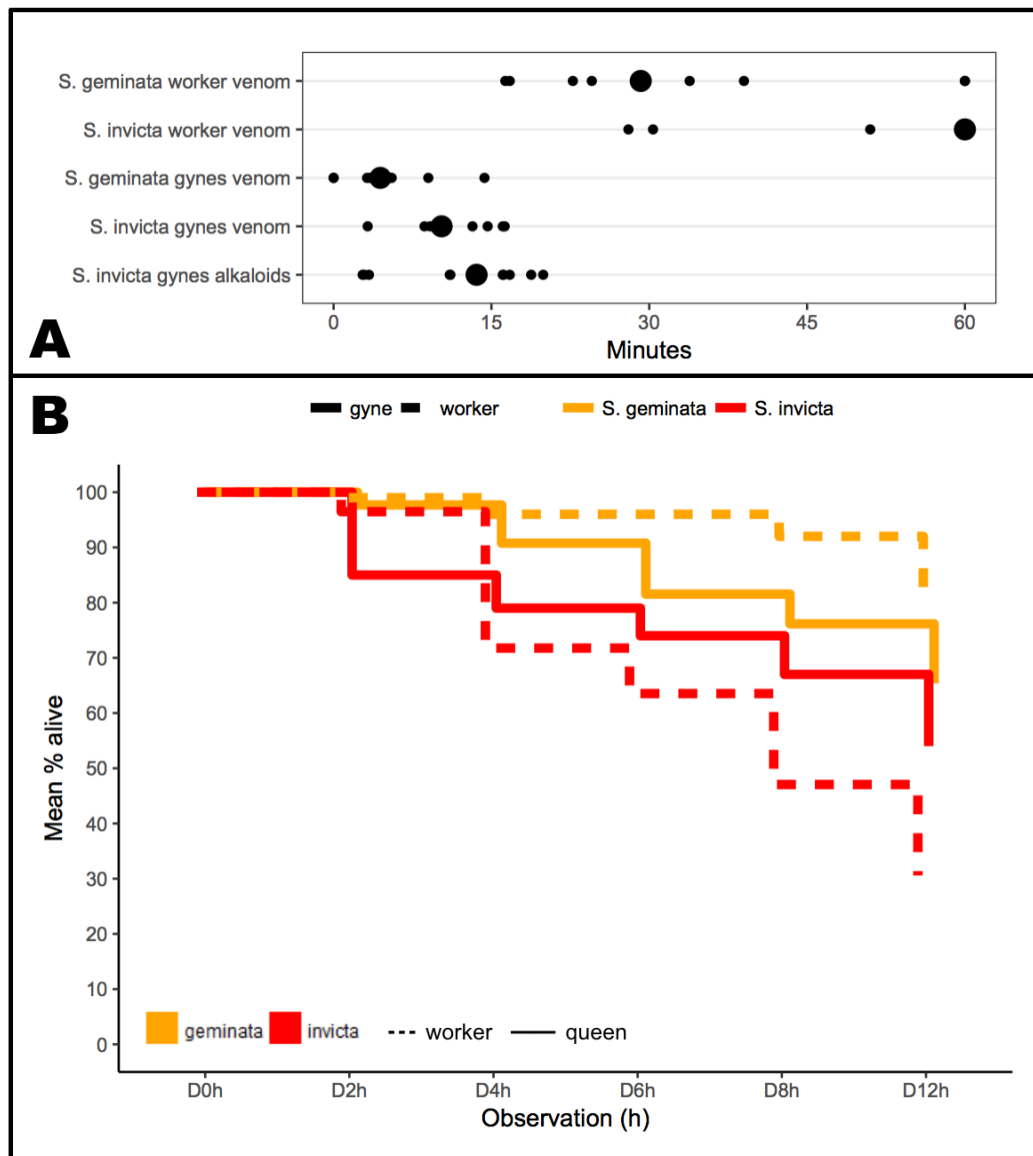 S. geminata worker venom
S. invicta worker venom
S. geminata gynes venom
S. invicta gynes venom
S. invicta gynes alkaloids
0 15 30 45 60
Minutes
A
B
gyne worker S. geminata S. invicta
100
90
80
70
60
50
40
30
20
10
0
Mean % alive
geminata invicta worker queen
D0h D2h D4h D6h D8h D12h
Observation (h)